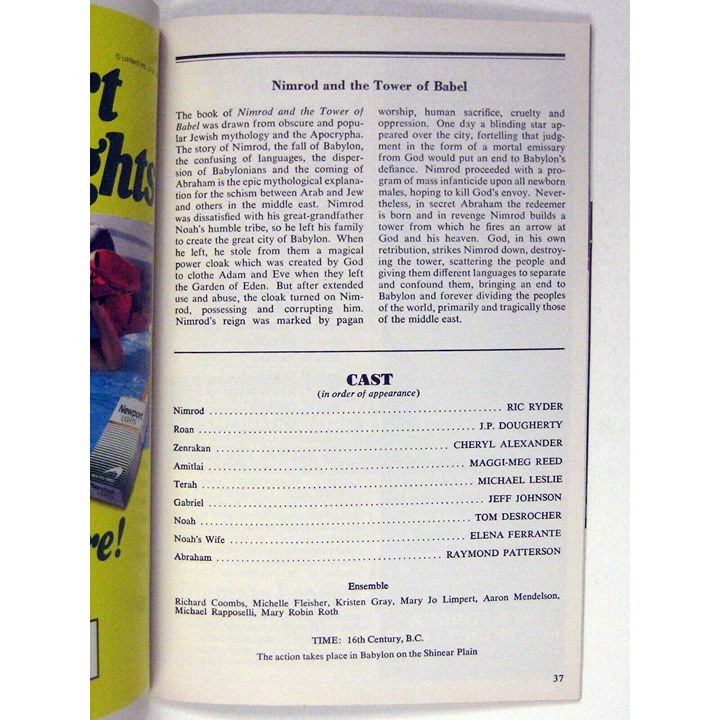 © Lorillard, Inc.
rt
ghts
Newport
LIGHTS
re!
Nimrod and the Tower of Babel
The book of Nimrod and the Tower of
Babel was drawn from obscure and popu-
lar Jewish mythology and the Apocrypha.
The story of Nimrod, the fall of Babylon,
the confusing of languages, the disper-
sion of Babylonians and the coming of
Abraham is the epic mythological explana-
tion for the schism between Arab and Jew
and others in the middle east. Nimrod
was dissatisfied with his great-grandfather
Noah's humble tribe, so he left his family
to create the great city of Babylon. When
he left, he stole from them a magical
power cloak which was created by God
to clothe Adam and Eve when they left
the Garden of Eden. But after extended
use and abuse, the cloak turned on Nim-
rod, possessing and corrupting him.
Nimrod's reign was marked by pagan
worship, human sacrifice, cruelty and
oppression. One day a blinding star ap-
peared over the city, fortelling that judg-
ment in the form of a mortal emissary
from God would put an end to Babylon's
defiance. Nimrod proceeded with a pro-
gram of mass infanticide upon all newborn
males, hoping to kill God's envoy. Never-
theless, in secret Abraham the redeemer
is born and in revenge Nimrod builds a
tower from which he fires an arrow at
God and his heaven. God, in his own
retribution, strikes Nimrod down, destroy-
ing the tower, scattering the people and
giving them different languages to separate
and confound them, bringing an end to
Babylon and forever dividing the peoples
of the world, primarily and tragically those
of the middle east.
CAST
(in order of appearance)
Nimrod ........ RIC RYDER
Roan ........ J.P. DOUGHERTY
Zenrakan ........ CHERYL ALEXANDER
Amitlai ........ MAGGI-MEG REED
Terah ........ MICHAEL LESLIE
Gabriel ........ JEFF JOHNSON
Noah ........ TOM DESROCHER
Noah's Wife ........ ELENA FERRANTE
Abraham ........ RAYMOND PATTERSON
Ensemble
Richard Coombs, Michelle Fleisher, Kristen Gray, Mary Jo Limpert, Aaron Mendelson,
Michael Rapposelli, Mary Robin Roth
TIME: 16th Century, B.C.
The action takes place in Babylon on the Shinear Plain
37